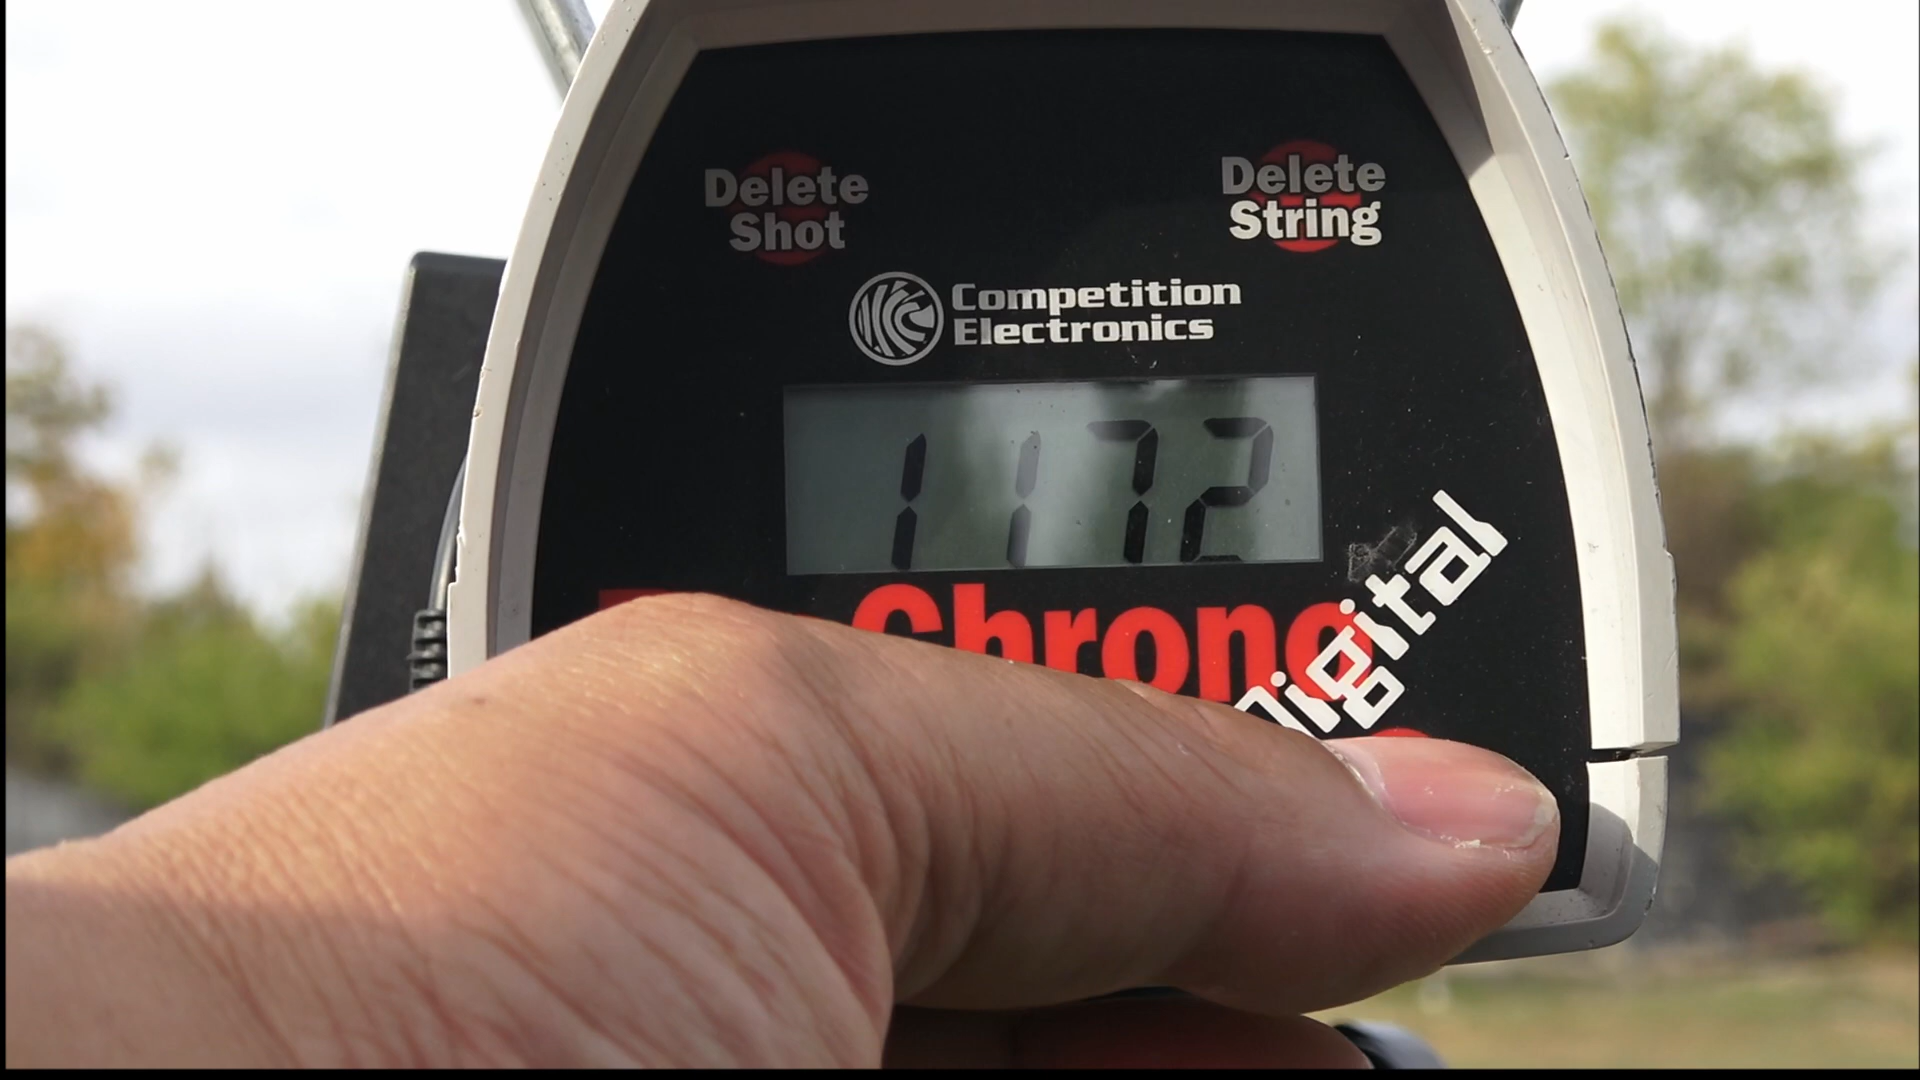 Delete
Shot
Delete
String
Competition
Electronics
1172
Chrono
Digital